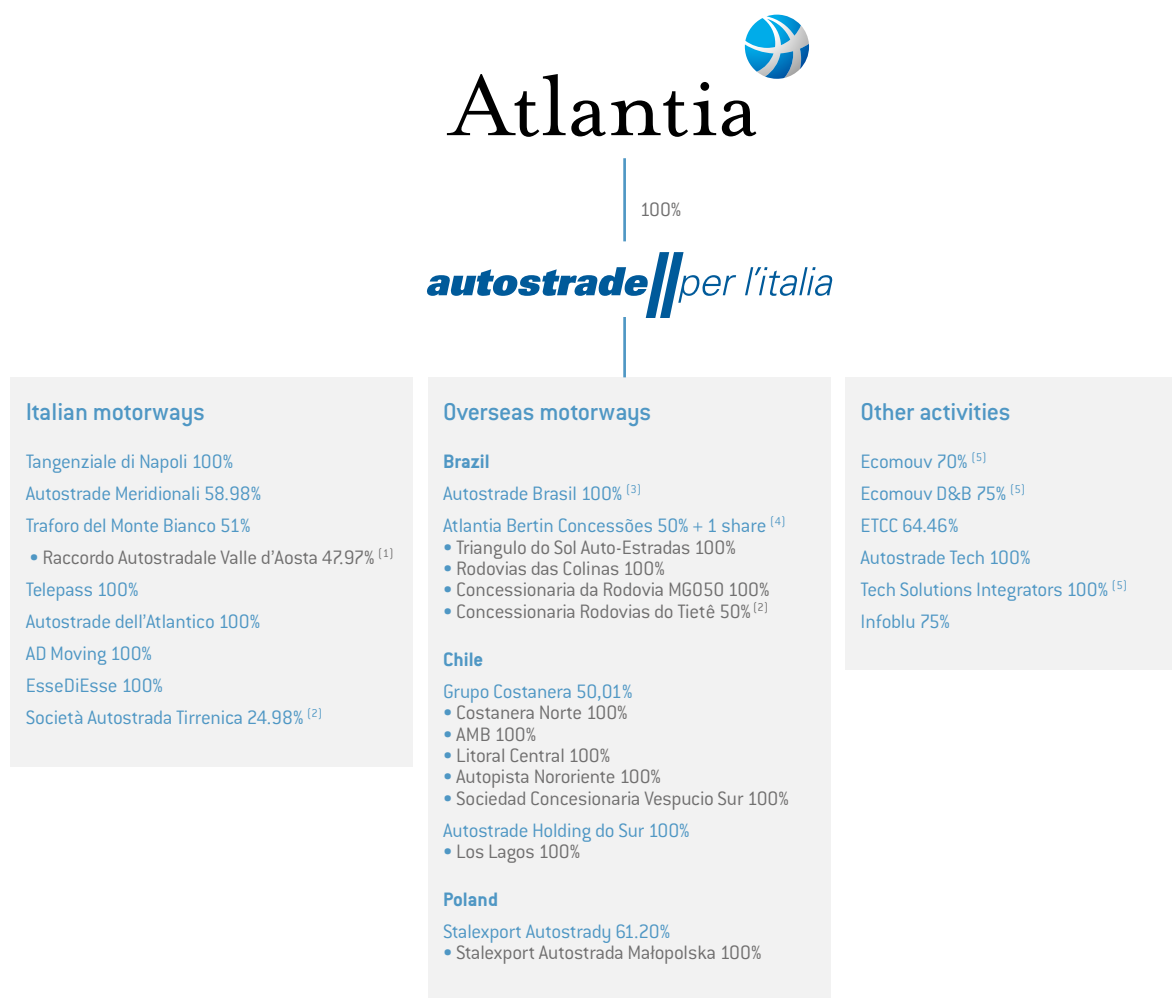 Atlantia
100%
autostrade//per l'italia
Italian motorways
Tangenziale di Napoli 100%
Autostrade Meridionali 58.98%
Traforo del Monte Bianco 51%
• Raccordo Autostradale Valle d'Aosta 47.97% (1)
Telepass 100%
Autostrade dell'Atlantico 100%
AD Moving 100%
EsseDiEsse 100%
Società Autostrada Tirrenica 24.98% (2)
Overseas motorways
Brazil
Autostrade Brasil 100% (3)
Atlantia Bertin Concessões 50% + 1 share (4)
• Triangulo do Sol Auto-Estradas 100%
• Rodovias das Colinas 100%
• Concessionaria da Rodovia MG050 100%
• Concessionaria Rodovias do Tietê 50% (2)
Chile
Grupo Costanera 50,01%
• Costanera Norte 100%
• AMB 100%
• Litoral Central 100%
• Autopista Nororiente 100%
• Sociedad Concesionaria Vespucio Sur 100%
Autostrade Holding do Sur 100%
• Los Lagos 100%
Poland
Stalexport Autostrady 61.20%
• Stalexport Autostrada Małopolska 100%
Other activities
Ecomouv 70% (5)
Ecomouv D&B 75% (5)
ETCC 64.46%
Autostrade Tech 100%
Tech Solutions Integrators 100% (5)
Infoblu 75%